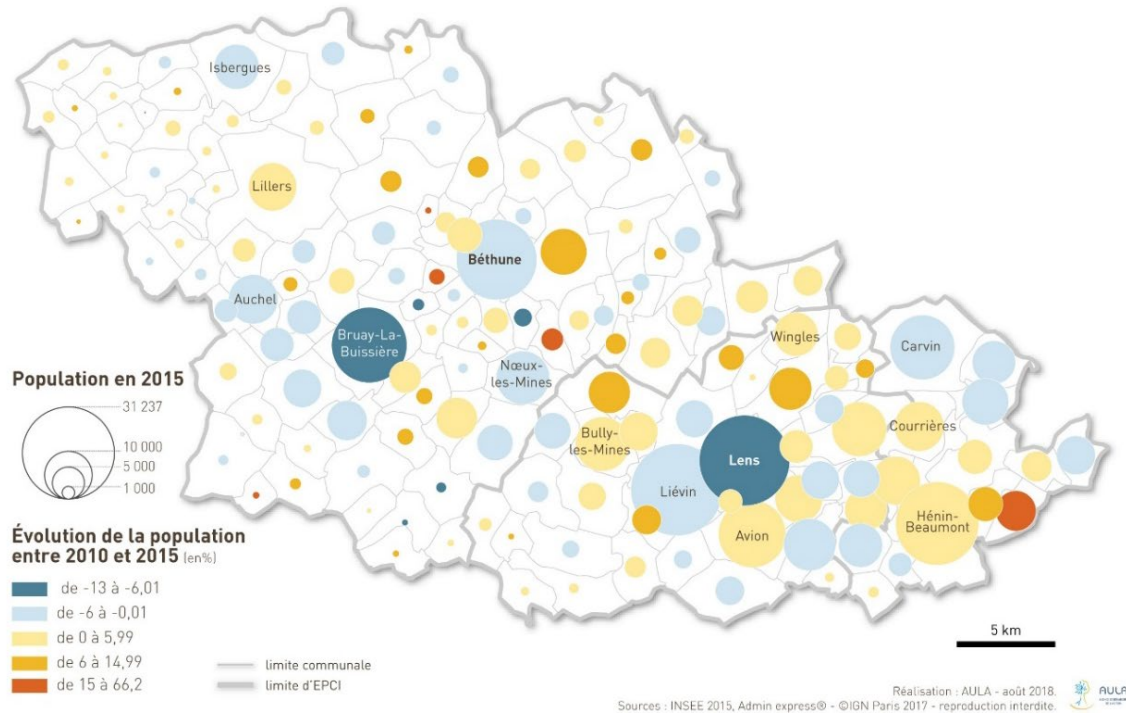 Isbergues
Lillers
Béthune
Auchel
Bruay-La-
Buissière
Nœux-
les-Mines
Wingles
Carvin
Bully-
les-Mines
Courrières
Lens
Liévin
Avion
Hénin-
Beaumont
Population en 2015
31 237
10 000
5 000
1 000
Évolution de la population
entre 2010 et 2015 (en%)
de -13 à -6,01
de -6 à -0,01
de 0 à 5,99
de 6 à 14,99
de 15 à 66,2
limite communale
limite d'EPCI
5 km
Réalisation : AULA - août 2018.
Sources : INSEE 2015, Admin express® - ©IGN Paris 2017 - reproduction interdite.
AULA